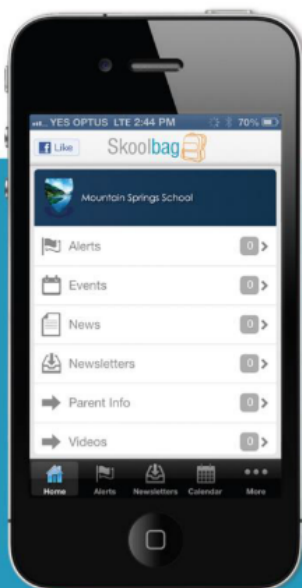 YES OPTUS LTE 2:44 PM 70%
Like Skoolbag
Mountain Springs School
Alerts 0
Events 0
News 0
Newsletters 0
Parent Info 0
Videos 0
Home Alerts Newsletters Calendar More